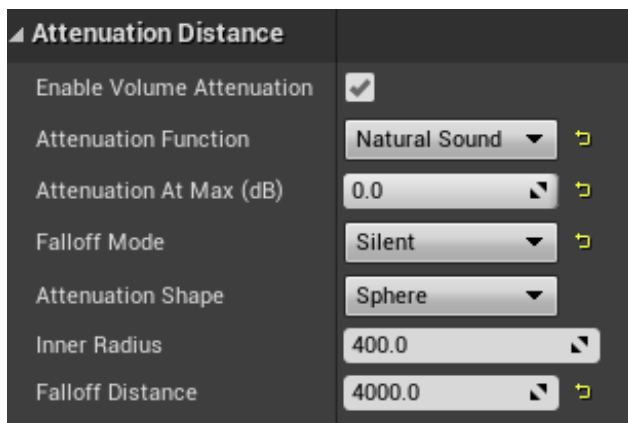 Attenuation Distance
Enable Volume Attenuation
Attenuation Function Natural Sound
Attenuation At Max (dB) 0.0
Falloff Mode Silent
Attenuation Shape Sphere
Inner Radius 400.0
Falloff Distance 4000.0